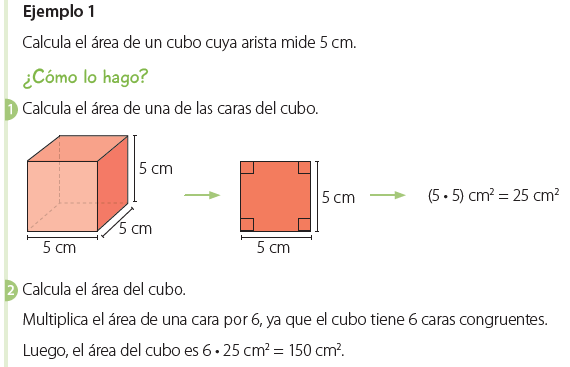 Ejemplo 1
Calcula el área de un cubo cuya arista mide 5 cm.
¿Cómo lo hago?
1 Calcula el área de una de las caras del cubo.
5 cm
5 cm
5 cm
5 cm
5 cm
(5 • 5) cm² = 25 cm²
2 Calcula el área del cubo.
Multiplica el área de una cara por 6, ya que el cubo tiene 6 caras congruentes.
Luego, el área del cubo es 6 • 25 cm² = 150 cm².